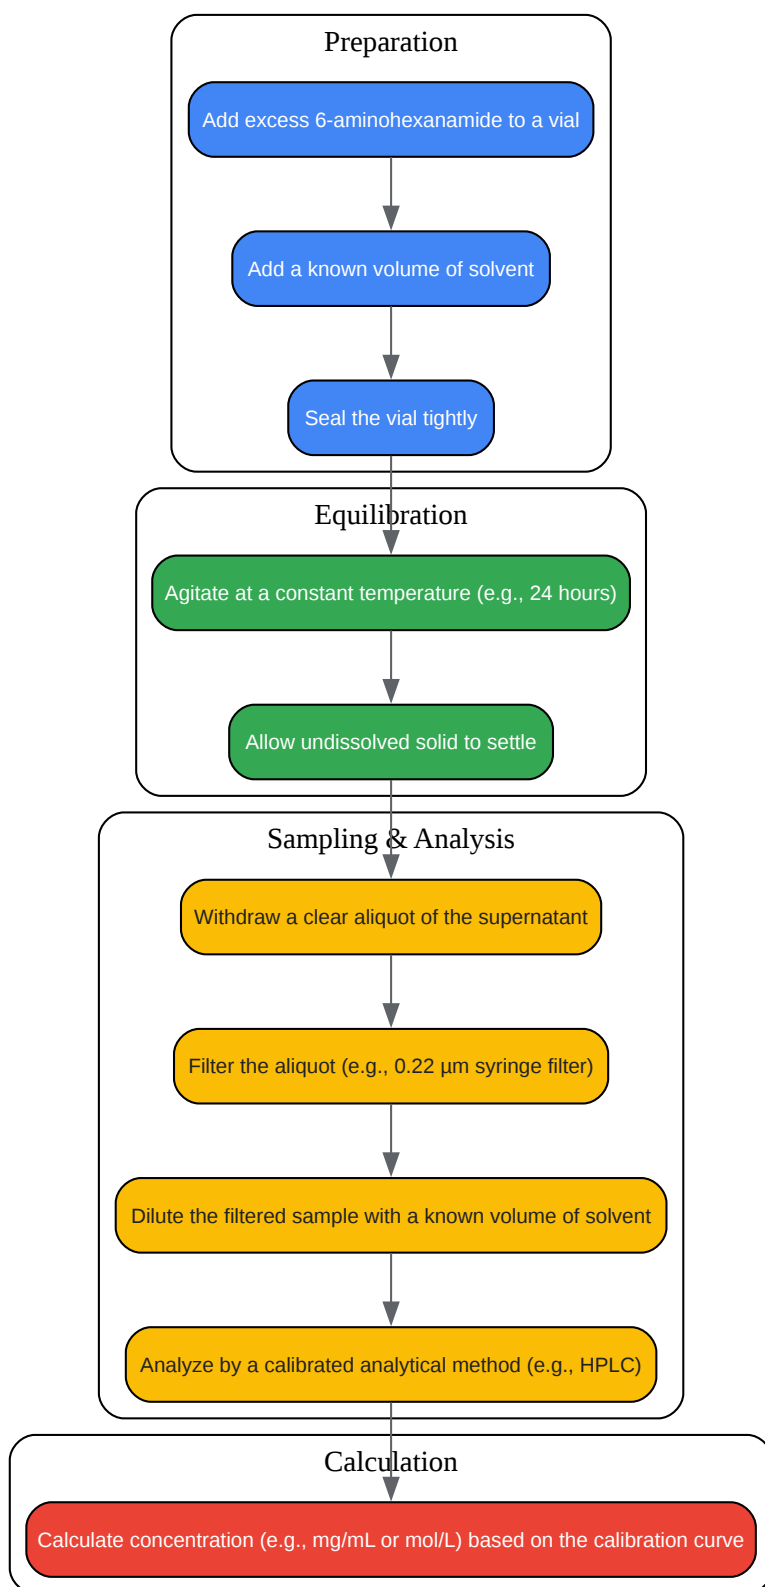 Preparation
Add excess 6-aminohexanamide to a vial
Add a known volume of solvent
Seal the vial tightly
Equilibration
Agitate at a constant temperature (e.g., 24 hours)
Allow undissolved solid to settle
Sampling & Analysis
Withdraw a clear aliquot of the supernatant
Filter the aliquot (e.g., 0.22 µm syringe filter)
Dilute the filtered sample with a known volume of solvent
Analyze by a calibrated analytical method (e.g., HPLC)
Calculation
Calculate concentration (e.g., mg/mL or mol/L) based on the calibration curve